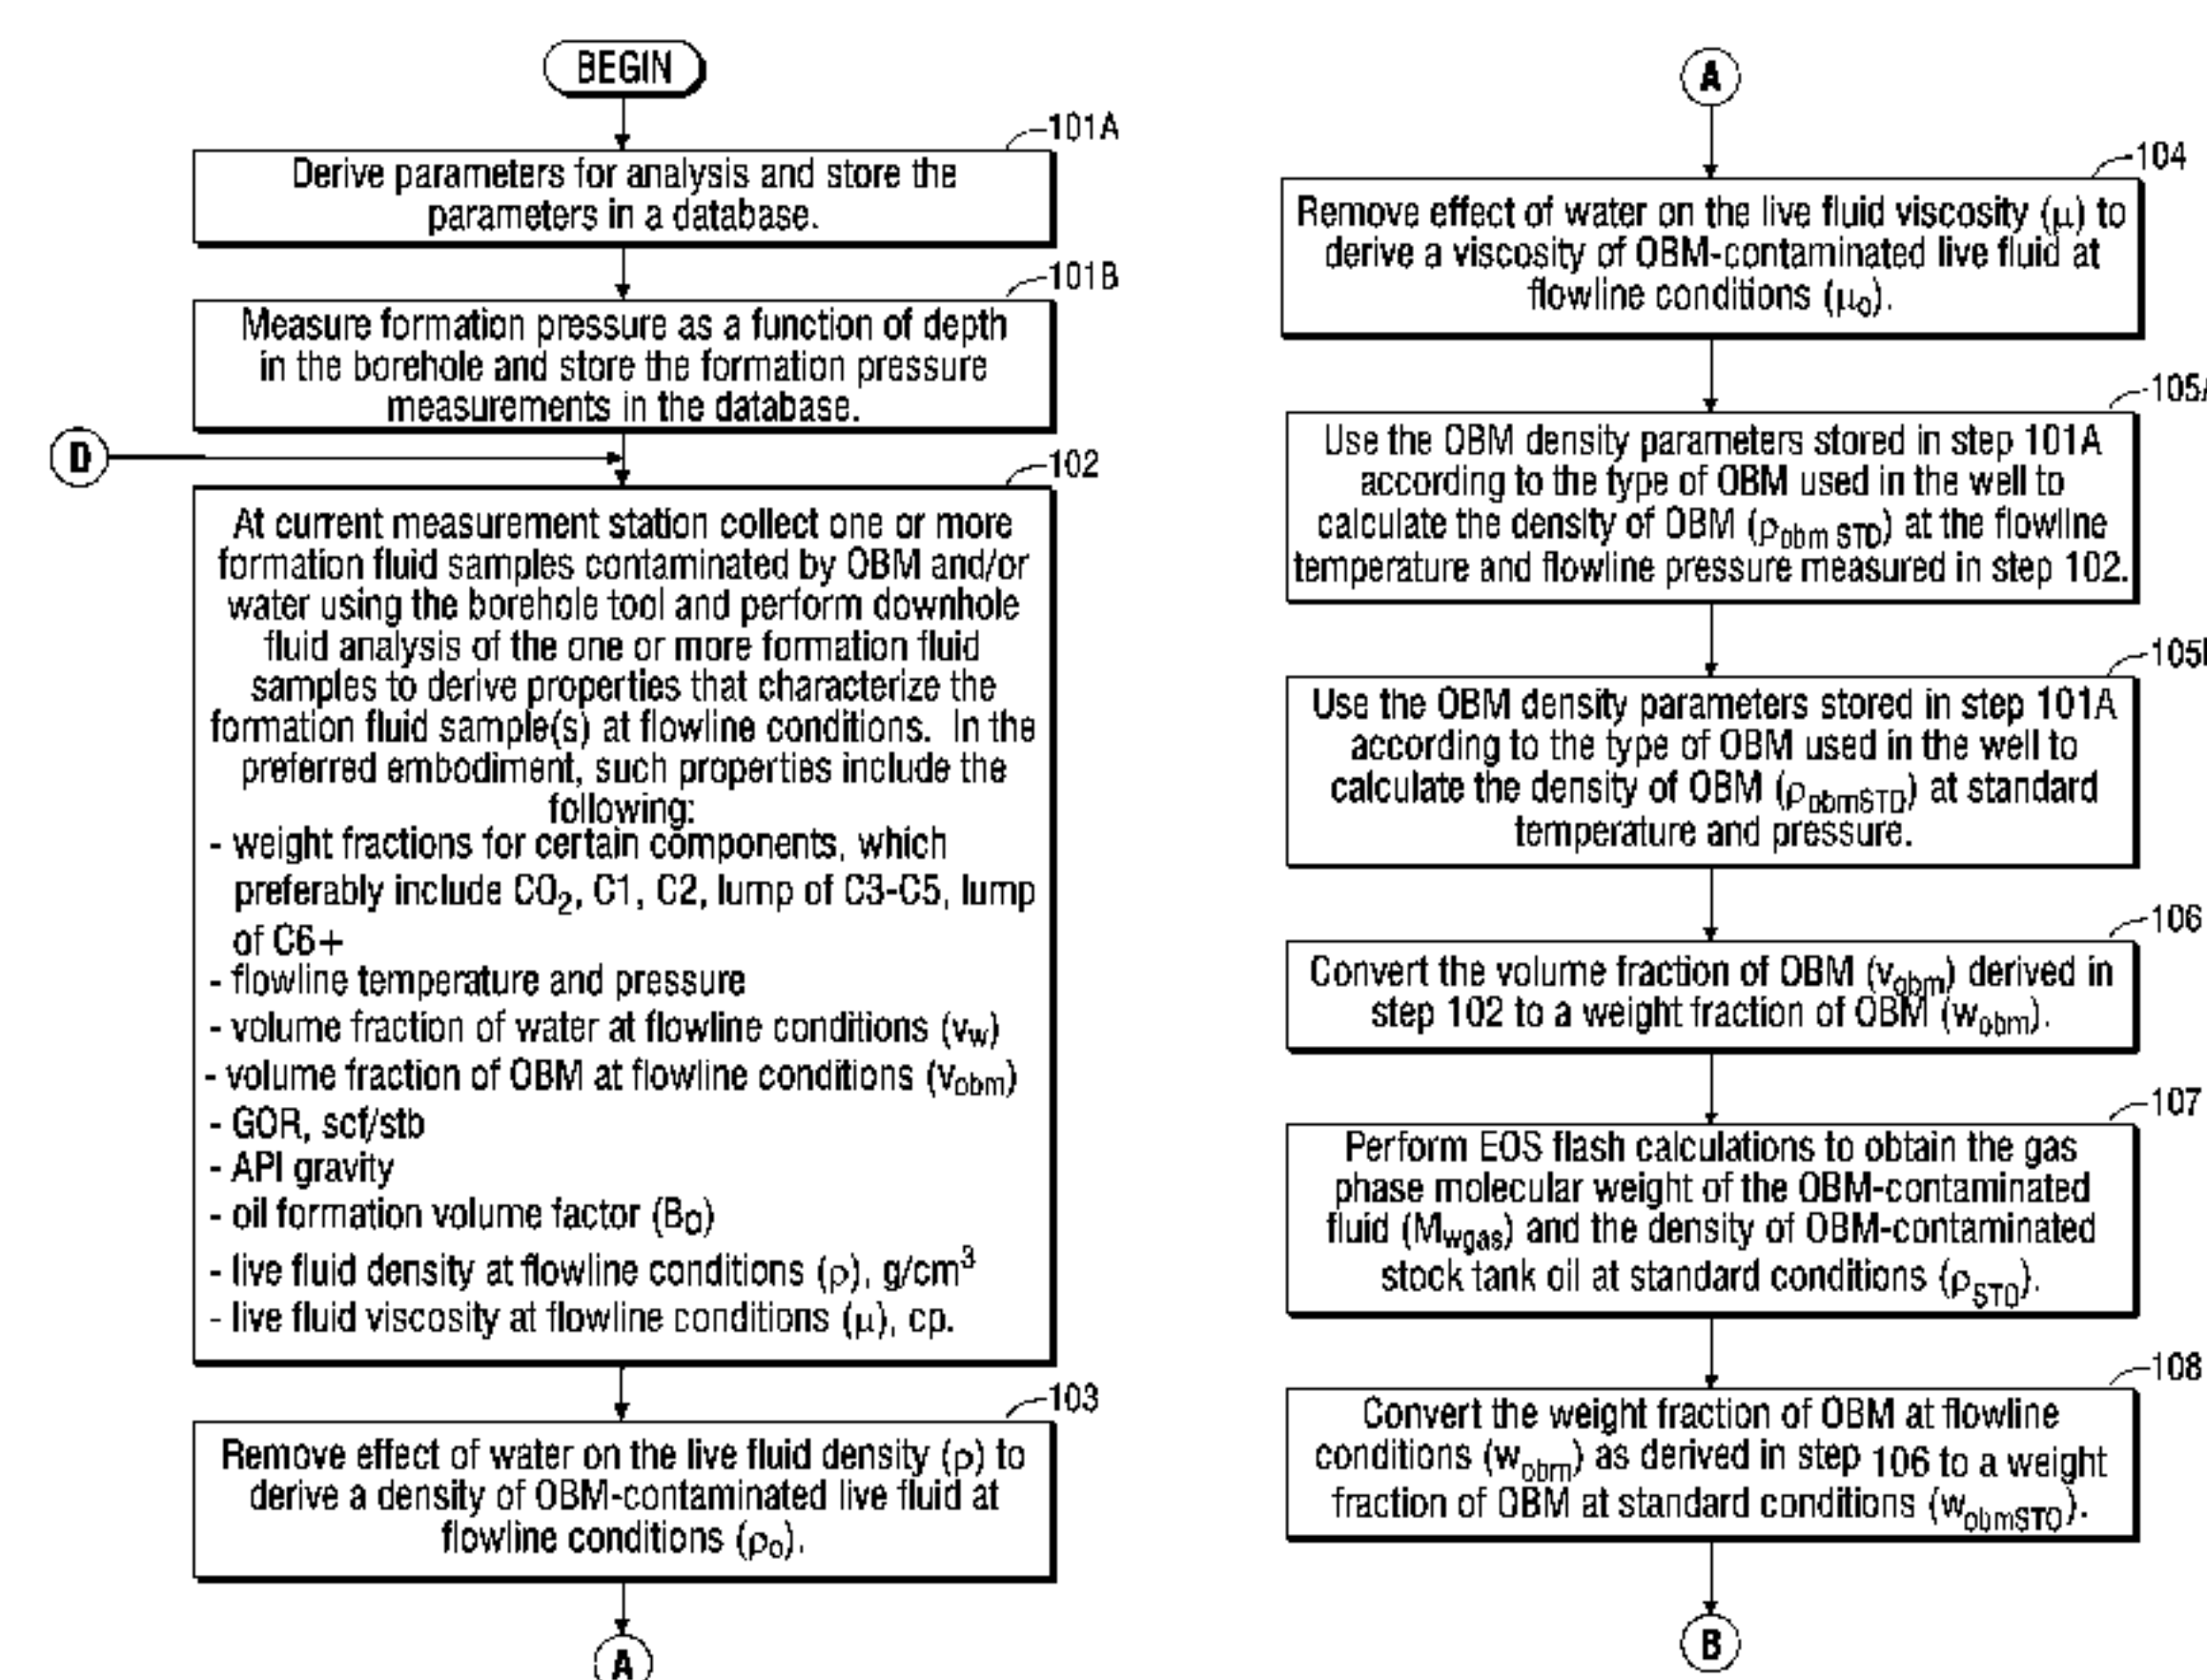 BEGIN
101A
Derive parameters for analysis and store the
parameters in a database.
101B
Measure formation pressure as a function of depth
in the borehole and store the formation pressure
measurements in the database.
D
102
At current measurement station collect one or more
formation fluid samples contaminated by OBM and/or
water using the borehole tool and perform downhole
fluid analysis of the one or more formation fluid
samples to derive properties that characterize the
formation fluid sample(s) at flowline conditions. In the
preferred embodiment, such properties include the
following:
- weight fractions for certain components, which
preferably include CO₂, C1, C2, lump of C3-C5, lump
of C6+
- flowline temperature and pressure
- volume fraction of water at flowline conditions (vw)
- volume fraction of OBM at flowline conditions (vobm)
- GOR, scf/stb
- API gravity
- oil formation volume factor (BO)
- live fluid density at flowline conditions (ρ), g/cm³
- live fluid viscosity at flowline conditions (μ), cp.
103
Remove effect of water on the live fluid density (ρ) to
derive a density of OBM-contaminated live fluid at
flowline conditions (ρo).
A
A
104
Remove effect of water on the live fluid viscosity (μ) to
derive a viscosity of OBM-contaminated live fluid at
flowline conditions (μo).
105A
Use the OBM density parameters stored in step 101A
according to the type of OBM used in the well to
calculate the density of OBM (ρobm STO) at the flowline
temperature and flowline pressure measured in step 102.
105
Use the OBM density parameters stored in step 101A
according to the type of OBM used in the well to
calculate the density of OBM (ρobmSTO) at standard
temperature and pressure.
106
Convert the volume fraction of OBM (vobm) derived in
step 102 to a weight fraction of OBM (wobm).
107
Perform EOS flash calculations to obtain the gas
phase molecular weight of the OBM-contaminated
fluid (Mwgas) and the density of OBM-contaminated
stock tank oil at standard conditions (ρSTO).
108
Convert the weight fraction of OBM at flowline
conditions (wobm) as derived in step 106 to a weight
fraction of OBM at standard conditions (wobmSTO).
B